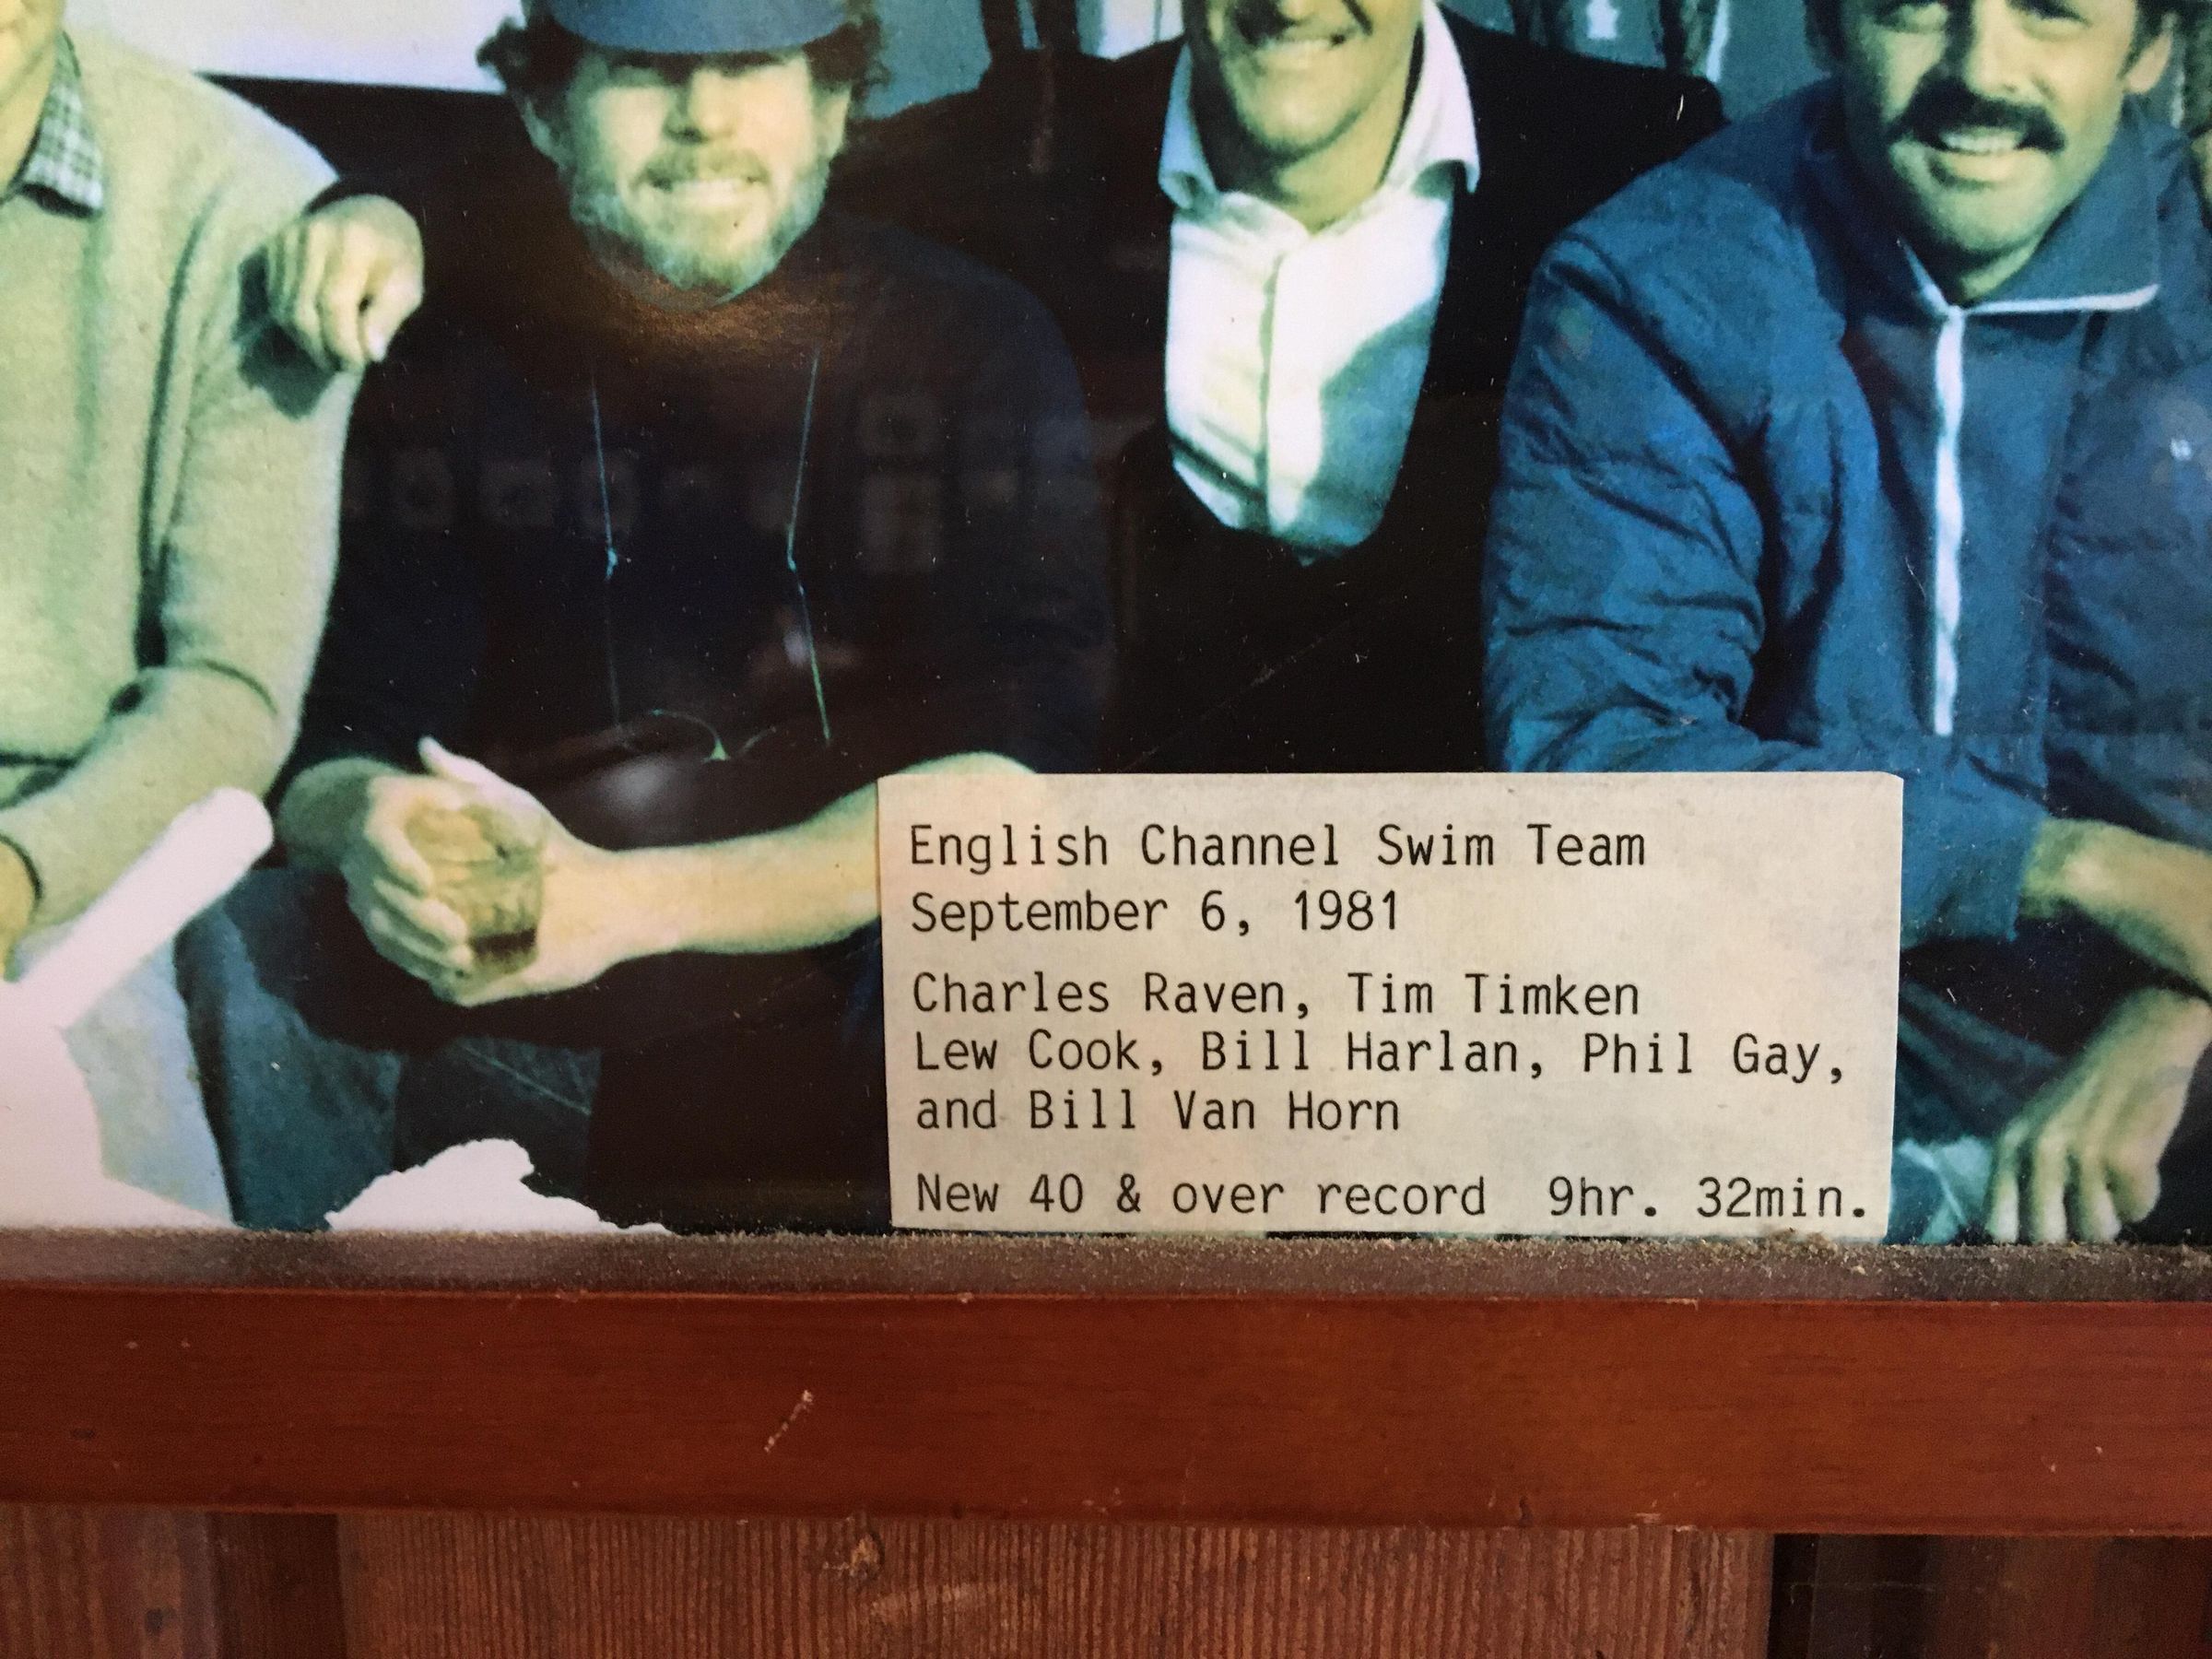 English Channel Swim Team
September 6, 1981
Charles Raven, Tim Timken
Lew Cook, Bill Harlan, Phil Gay,
and Bill Van Horn
New 40 & over record 9hr. 32min.